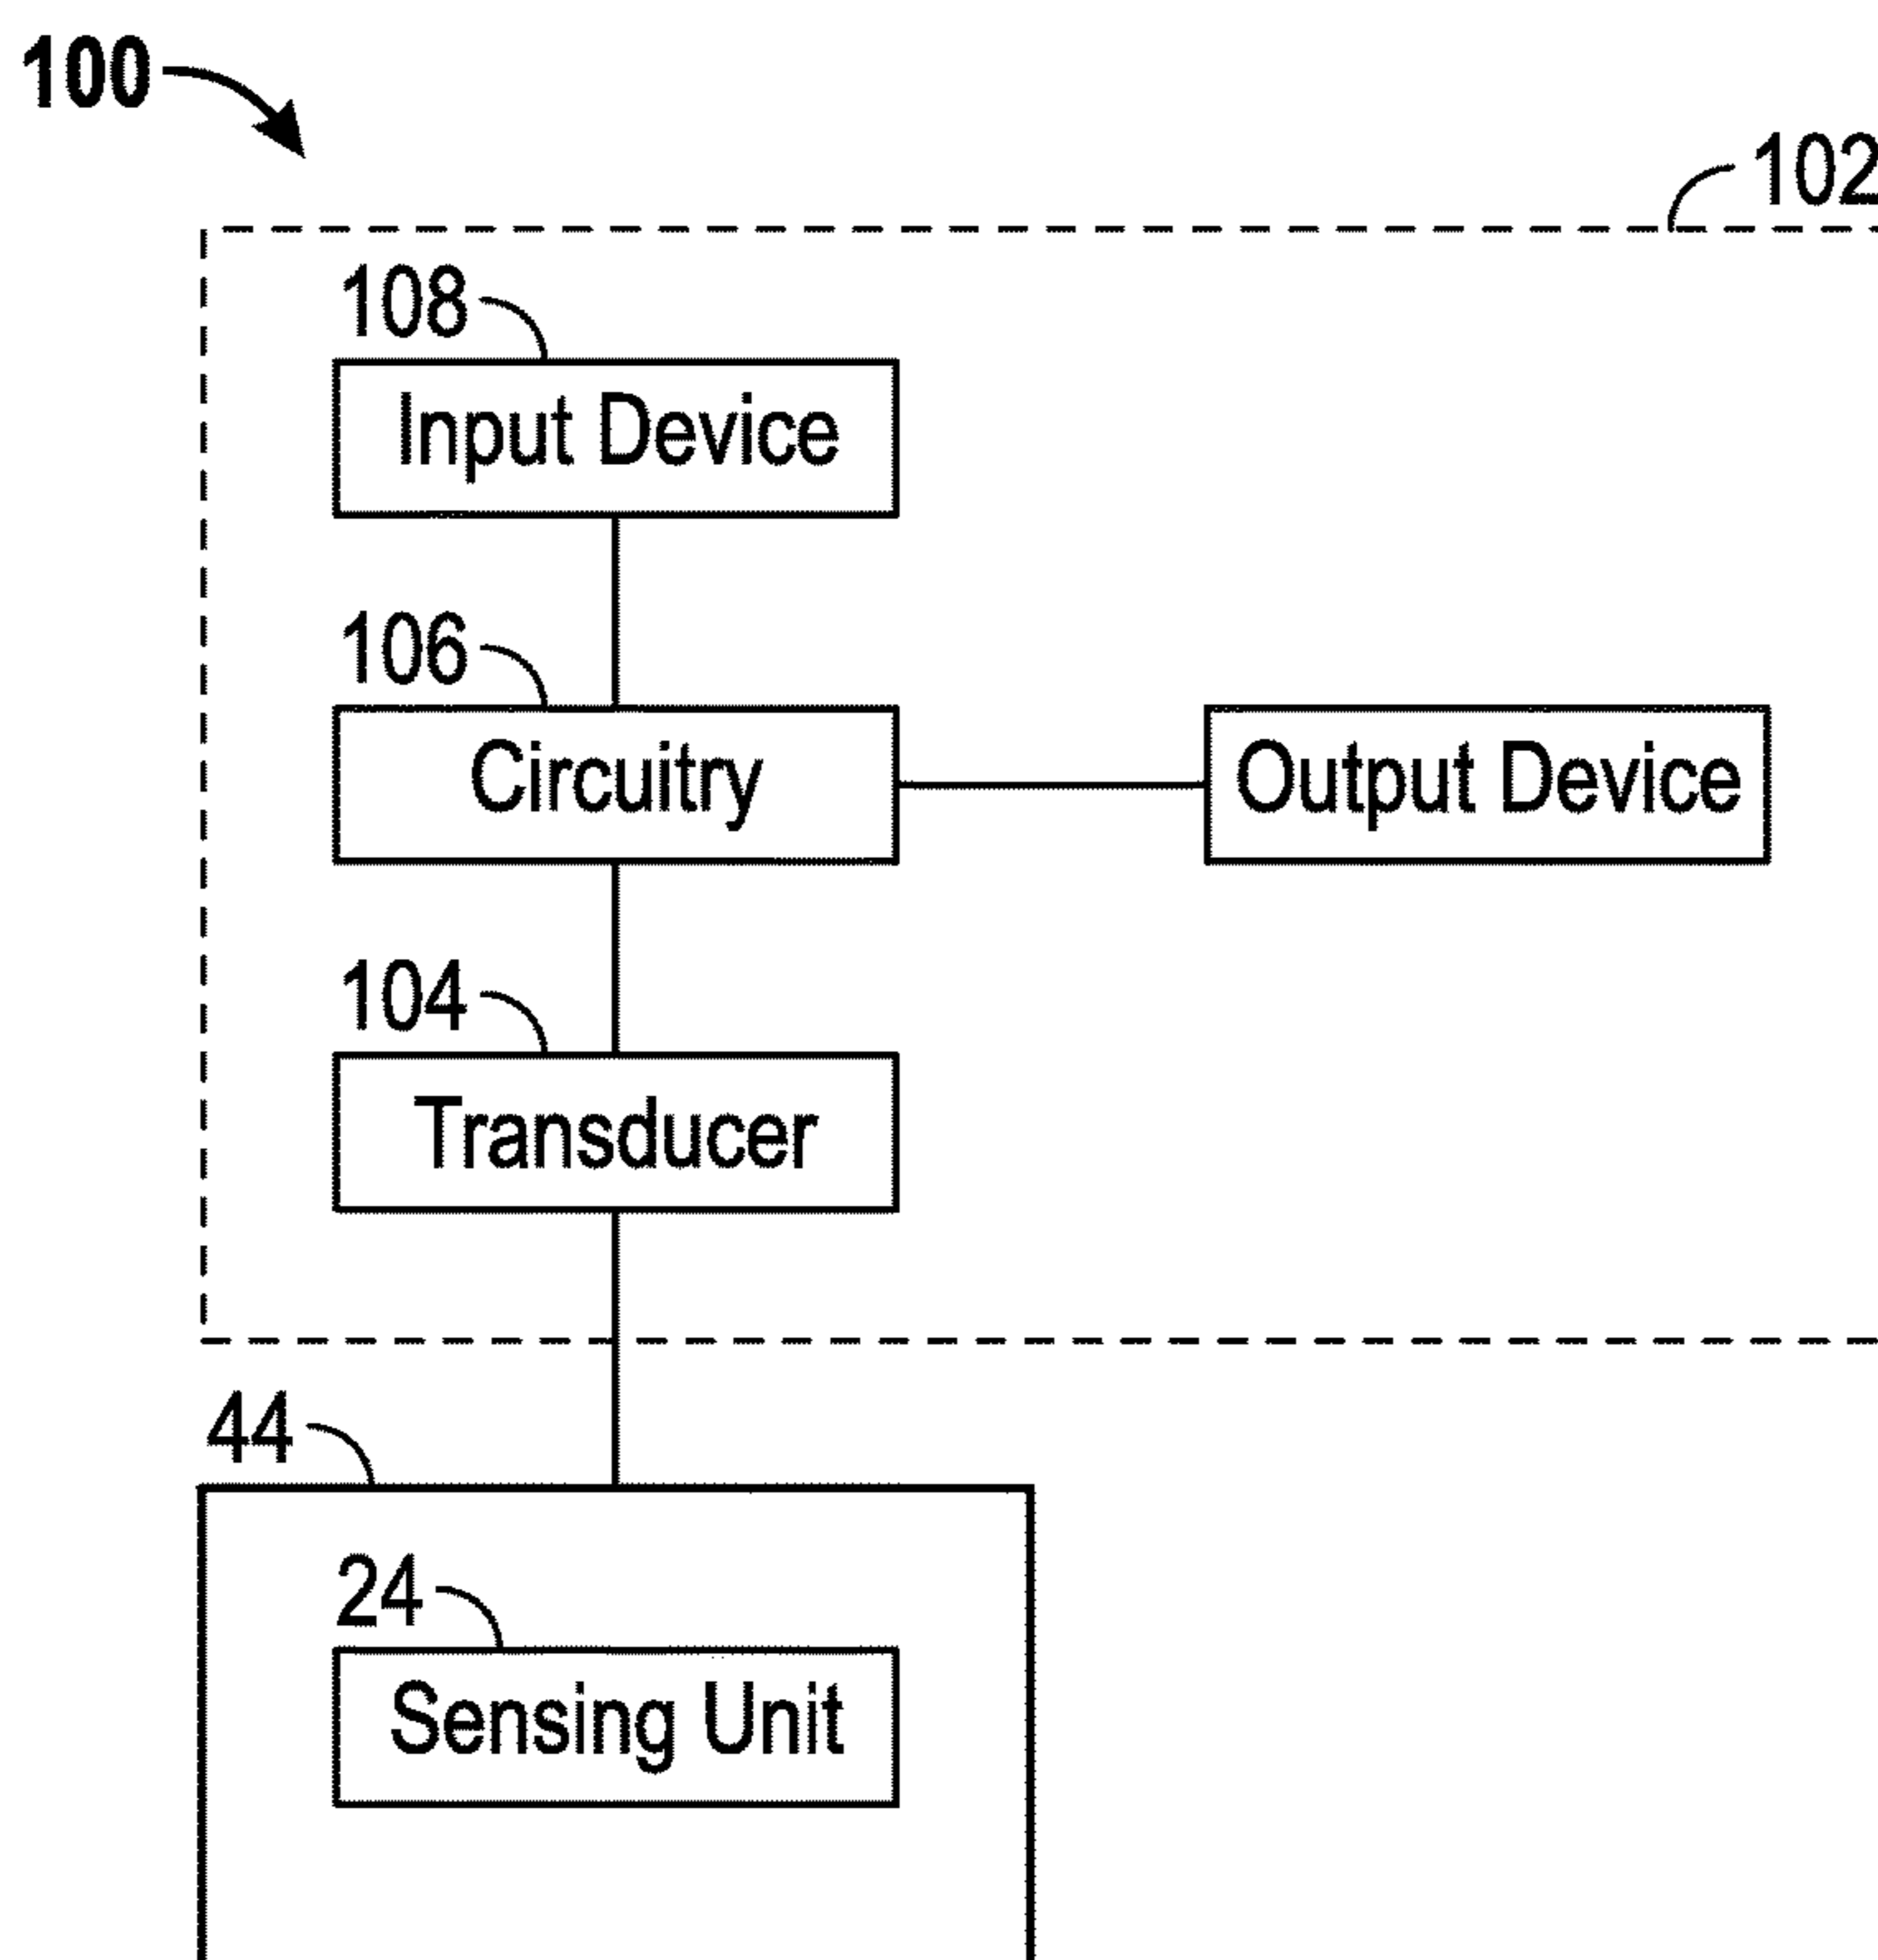 100
102
108
Input Device
106
Circuitry
Output Device
104
Transducer
44
24
Sensing Unit